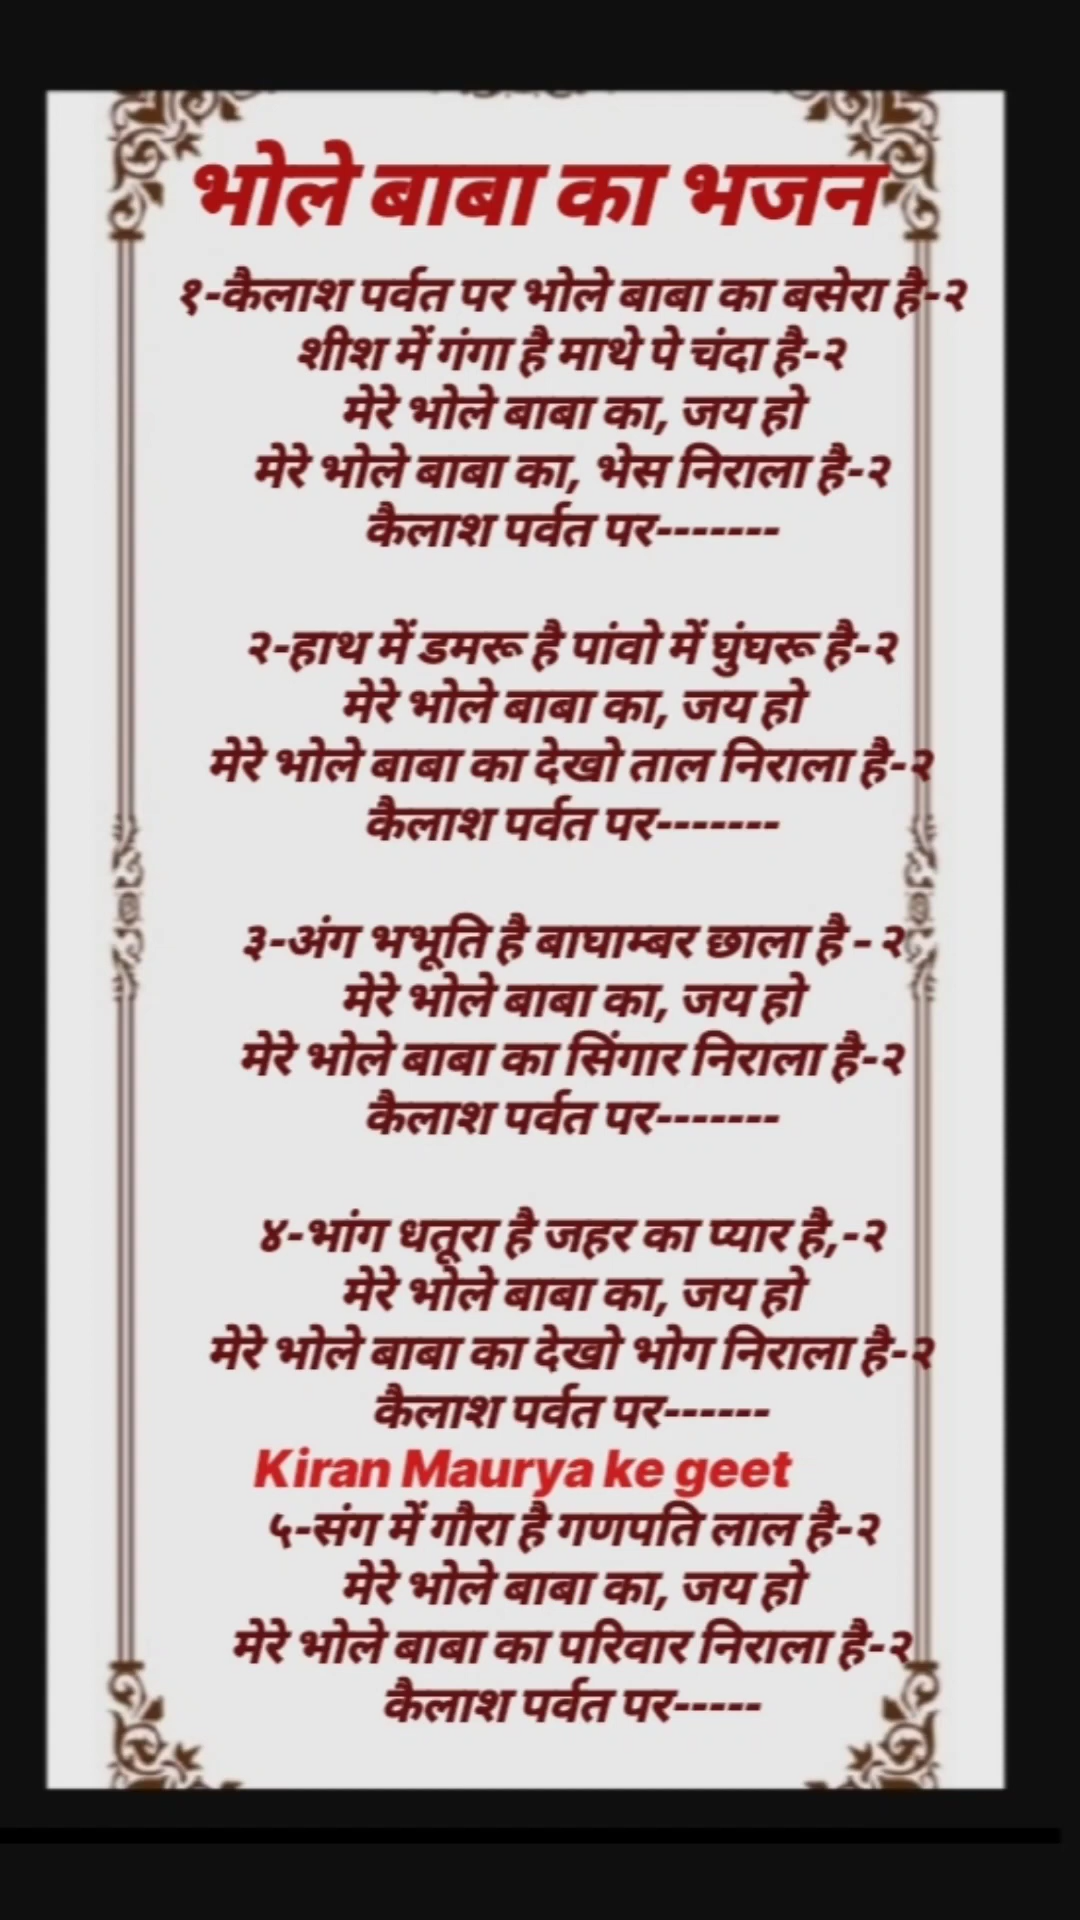 भोले बाबा का भजन
१-कैलाश पर्वत पर भोले बाबा का बसेरा है-२
शीश में गंगा है माथे पे चंदा है-२
मेरे भोले बाबा का, जय हो
मेरे भोले बाबा का, भेस निराला है-२
कैलाश पर्वत पर-------
२-हाथ में डमरू है पांवो में घुंघरू है-२
मेरे भोले बाबा का, जय हो
मेरे भोले बाबा का देखो ताल निराला है-२
कैलाश पर्वत पर-------
३-अंग भभूति है बाघाम्बर छाला है - २
मेरे भोले बाबा का, जय हो
मेरे भोले बाबा का सिंगार निराला है-२
कैलाश पर्वत पर-------
४-भांग धतूरा है जहर का प्यार है,-२
मेरे भोले बाबा का, जय हो
मेरे भोले बाबा का देखो भोग निराला है-२
कैलाश पर्वत पर------
Kiran Maurya ke geet
५-संग में गौरा है गणपति लाल है-२
मेरे भोले बाबा का, जय हो
मेरे भोले बाबा का परिवार निराला है-२
कैलाश पर्वत पर-----